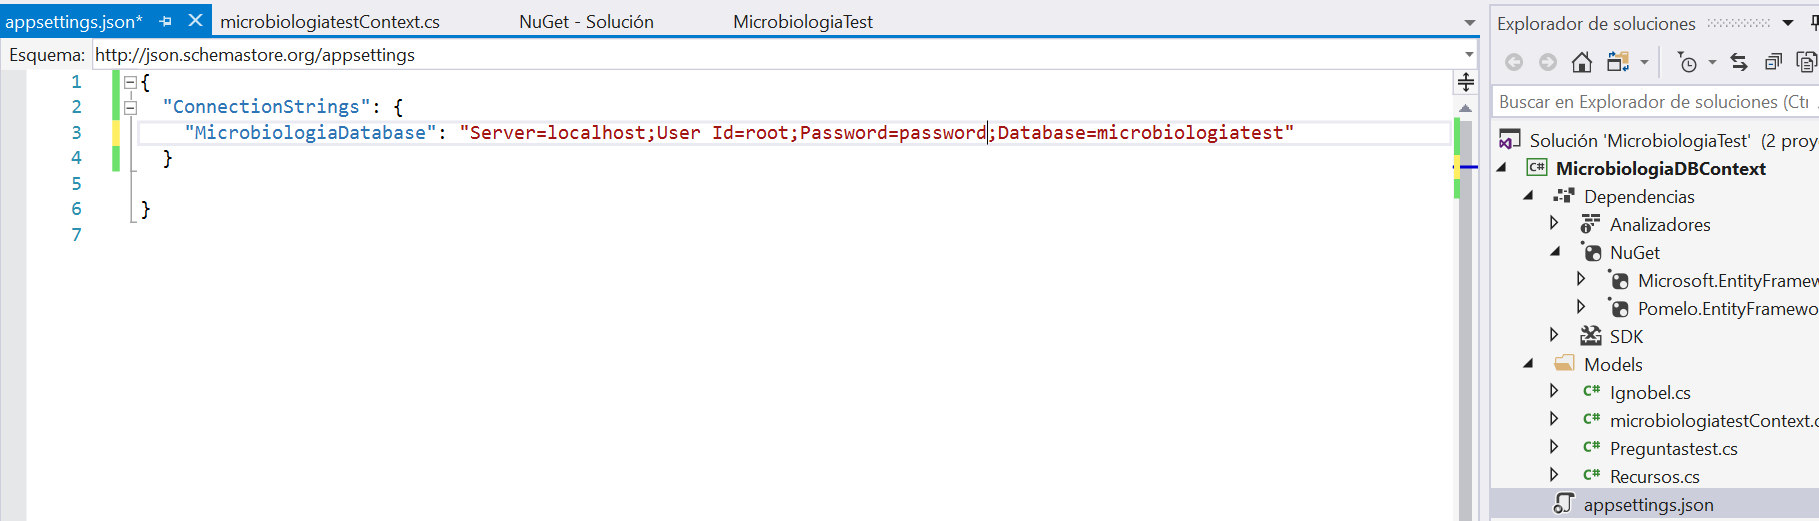 appsettings.json*
microbiologiatestContext.cs
NuGet - Solución
MicrobiologiaTest
Esquema: http://json.schemastore.org/appsettings
1 {
2 "ConnectionStrings": {
3 "MicrobiologiaDatabase": "Server=localhost;User Id=root;Password=password;Database=microbiologiatest"
4 }
5
6 }
7
Explorador de soluciones
Buscar en Explorador de soluciones (Ctr
Solución 'MicrobiologiaTest' (2 proy
C# MicrobiologiaDBContext
Dependencias
Analizadores
NuGet
Microsoft.EntityFramew
Pomelo.EntityFramewo
SDK
Models
C# Ignobel.cs
C# microbiologiatestContext.c
C# Preguntastest.cs
C# Recursos.cs
appsettings.json